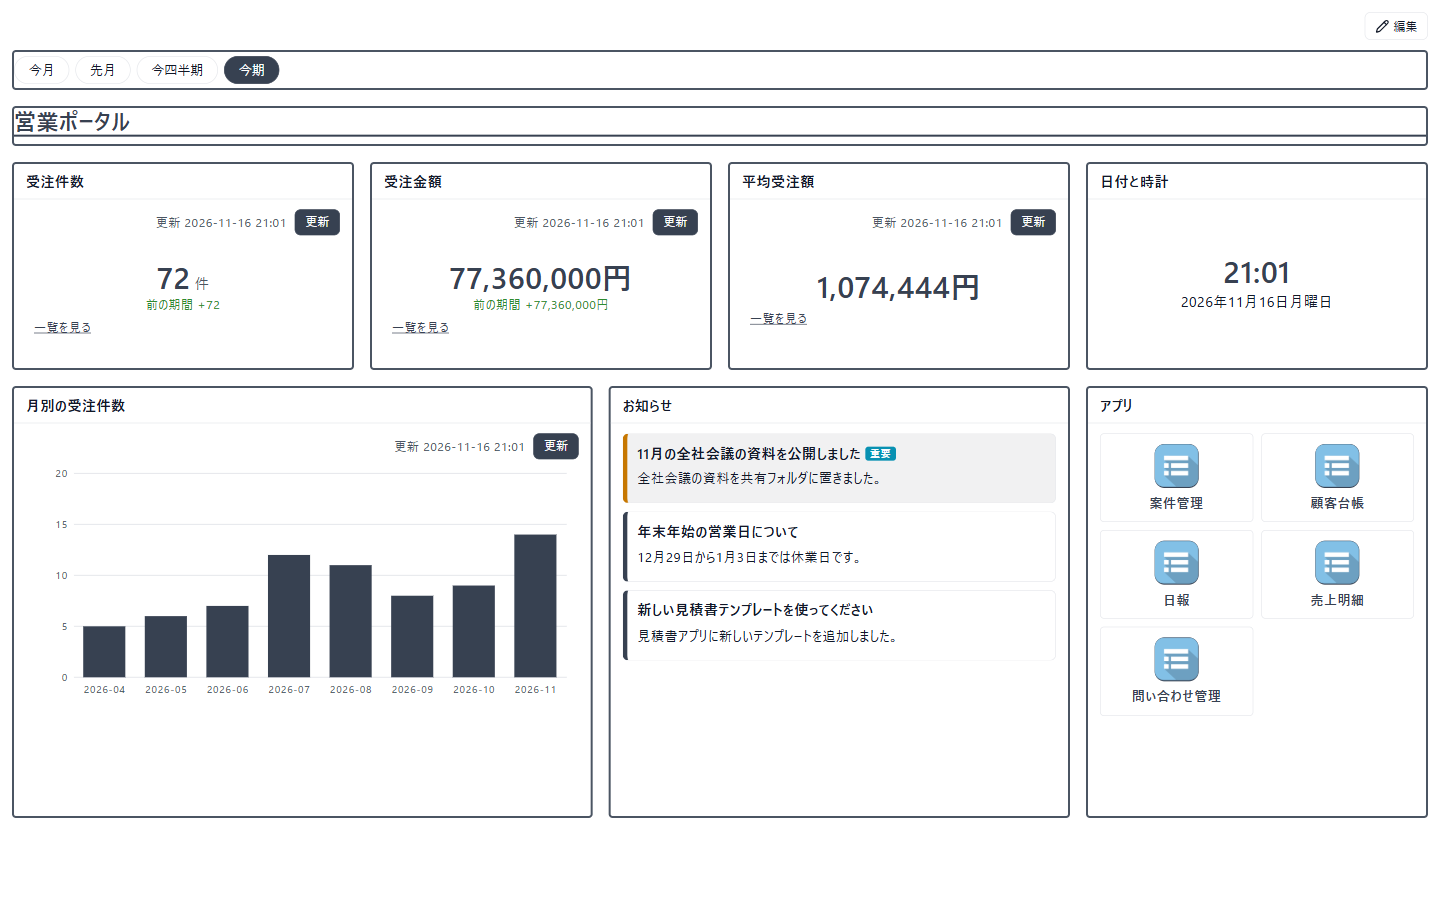 編集
今月 先月 今四半期 今期
営業ポータル
受注件数
更新 2026-11-16 21:01 更新
72 件
前の期間 +72
一覧を見る
受注金額
更新 2026-11-16 21:01 更新
77,360,000円
前の期間 +77,360,000円
一覧を見る
平均受注額
更新 2026-11-16 21:01 更新
1,074,444円
一覧を見る
日付と時計
21:01
2026年11月16日月曜日
月別の受注件数
更新 2026-11-16 21:01 更新
20
15
10
5
0
2026-04 2026-05 2026-06 2026-07 2026-08 2026-09 2026-10 2026-11
お知らせ
11月の全社会議の資料を公開しました 重要
全社会議の資料を共有フォルダに置きました。
年末年始の営業日について
12月29日から1月3日までは休業日です。
新しい見積書テンプレートを使ってください
見積書アプリに新しいテンプレートを追加しました。
アプリ
案件管理 顧客台帳
日報 売上明細
問い合わせ管理